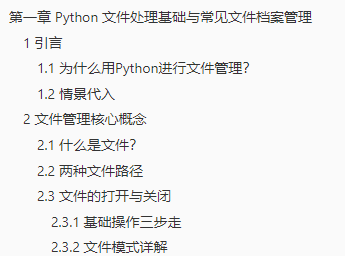 第一章 Python 文件处理基础与常见文件档案管理
1 引言
1.1 为什么用Python进行文件管理？
1.2 情景代入
2 文件管理核心概念
2.1 什么是文件？
2.2 两种文件路径
2.3 文件的打开与关闭
2.3.1 基础操作三步走
2.3.2 文件模式详解